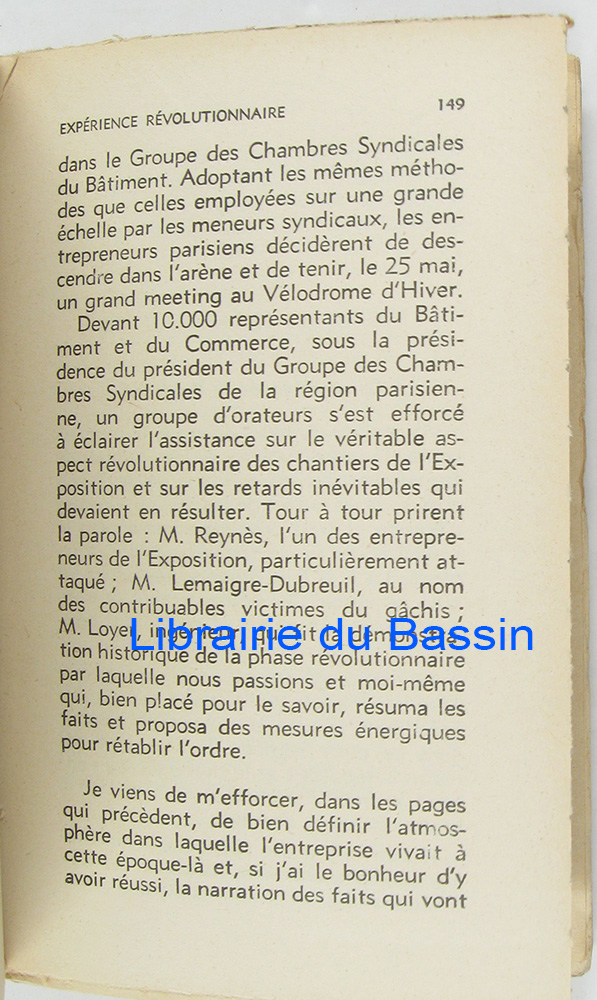 EXPÉRIENCE RÉVOLUTIONNAIRE 149
dans le Groupe des Chambres Syndicales
du Bâtiment. Adoptant les mêmes métho-
des que celles employées sur une grande
échelle par les meneurs syndicaux, les en-
trepreneurs parisiens décidèrent de des-
cendre dans l'arène et de tenir, le 25 mai,
un grand meeting au Vélodrome d'Hiver.
Devant 10.000 représentants du Bâti-
ment et du Commerce, sous la prési-
dence du président du Groupe des Cham-
bres Syndicales de la région parisien-
ne, un groupe d'orateurs s'est efforcé
à éclairer l'assistance sur le véritable as-
pect révolutionnaire des chantiers de l'Ex-
position et sur les retards inévitables qui
devaient en résulter. Tour à tour prirent
la parole : M. Reynès, l'un des entrepre-
neurs de l'Exposition, particulièrement at-
taqué ; M. Lemaigre-Dubreuil, au nom
des contribuables victimes du gâchis ;
M. Loyer, ingénieur, qui fit la démonstra-
tion historique de la phase révolutionnaire
par laquelle nous passions et moi-même
qui, bien placé pour le savoir, résuma les
faits et proposa des mesures énergiques
pour rétablir l'ordre.
Je viens de m'efforcer, dans les pages
qui précèdent, de bien définir l'atmos-
phère dans laquelle l'entreprise vivait à
cette époque-là et, si j'ai le bonheur d'y
avoir réussi, la narration des faits qui vont
Librairie du Bassin